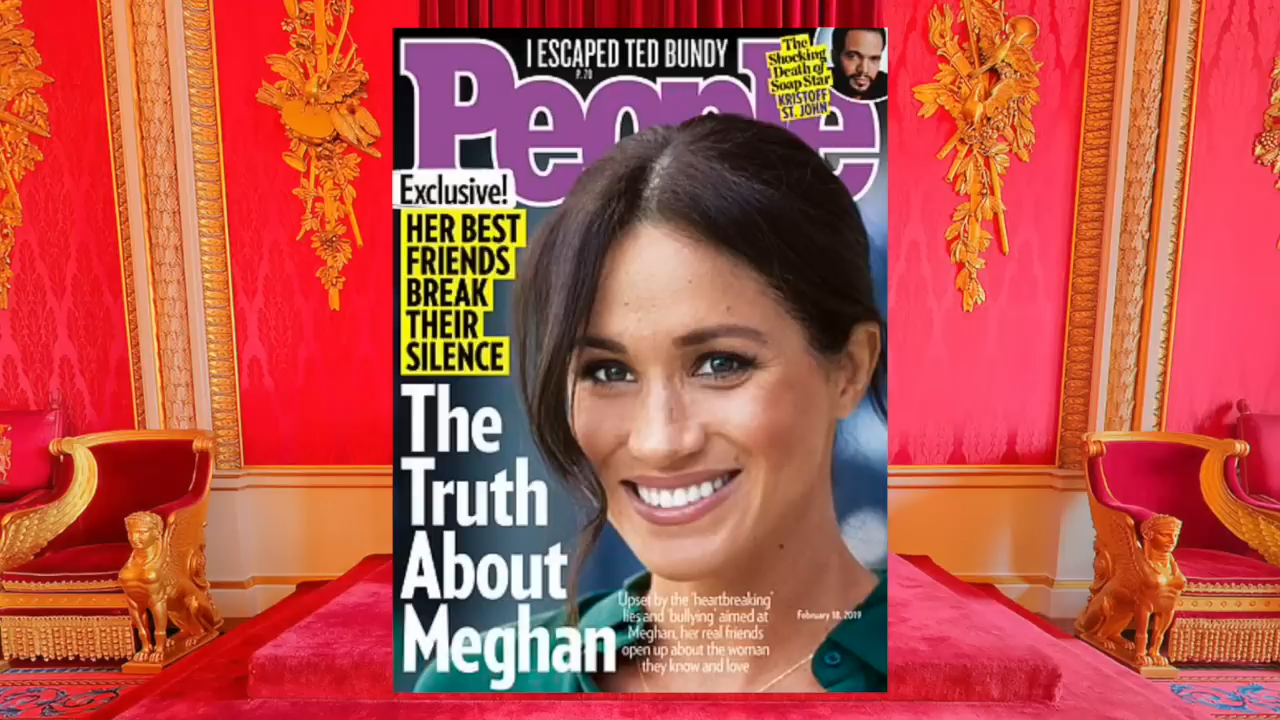 I ESCAPED TED BUNDY
P. 20
People
The
Shocking
Death of
Soap Star
KRISTOFF
ST. JOHN
Exclusive!
HER BEST
FRIENDS
BREAK
THEIR
SILENCE
The
Truth
About
Meghan
Upset by the 'heartbreaking'
lies and 'bullying' aimed at
Meghan, her real friends
open up about the woman
they know and love
February 18, 2019